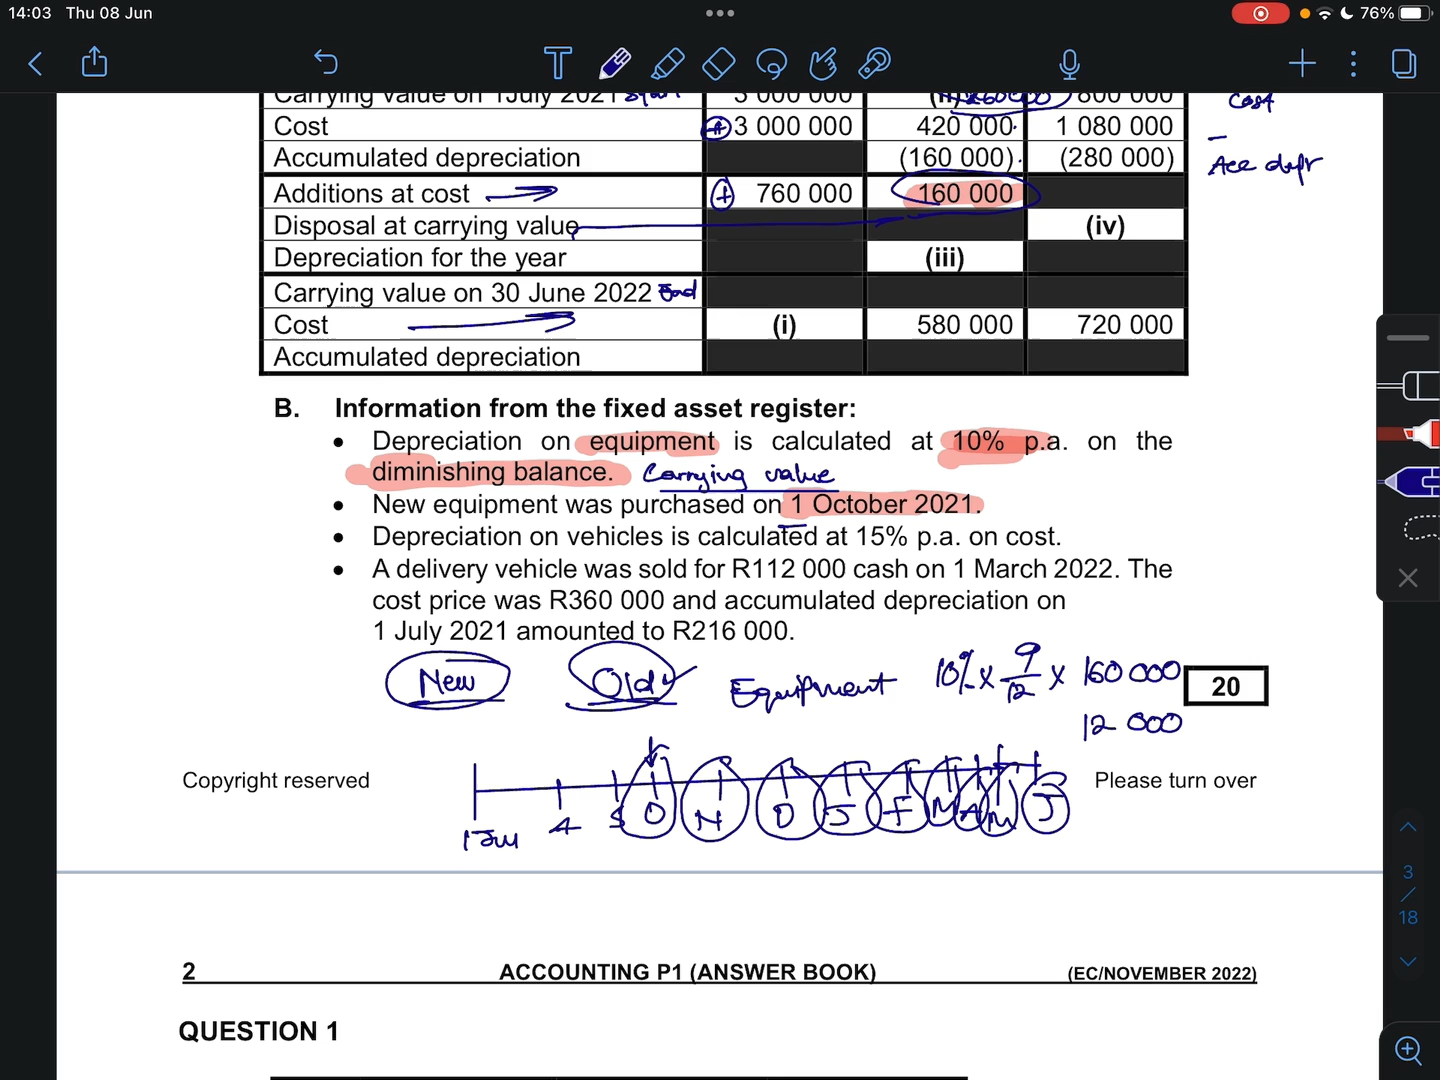 14:03 Thu 08 Jun 76%
Carrying value on 1July 2021 3 000 000 (ii) 260 000 800 000
Cost
Cost + 3 000 000 420 000 1 080 000
Accumulated depreciation (160 000) (280 000)
- Acc depr
Additions at cost + 760 000 160 000
Disposal at carrying value (iv)
Depreciation for the year (iii)
Carrying value on 30 June 2022 End
Cost (i) 580 000 720 000
Accumulated depreciation
B. Information from the fixed asset register:
• Depreciation on equipment is calculated at 10% p.a. on the
diminishing balance. Carrying value
• New equipment was purchased on 1 October 2021.
• Depreciation on vehicles is calculated at 15% p.a. on cost.
• A delivery vehicle was sold for R112 000 cash on 1 March 2022. The
cost price was R360 000 and accumulated depreciation on
1 July 2021 amounted to R216 000.
New Old Equipment 10% x 9/12 x 160 000 20
12 000
Copyright reserved Please turn over
1 Jul A S O N D J F M A M J
3 / 18
2 ACCOUNTING P1 (ANSWER BOOK) (EC/NOVEMBER 2022)
QUESTION 1